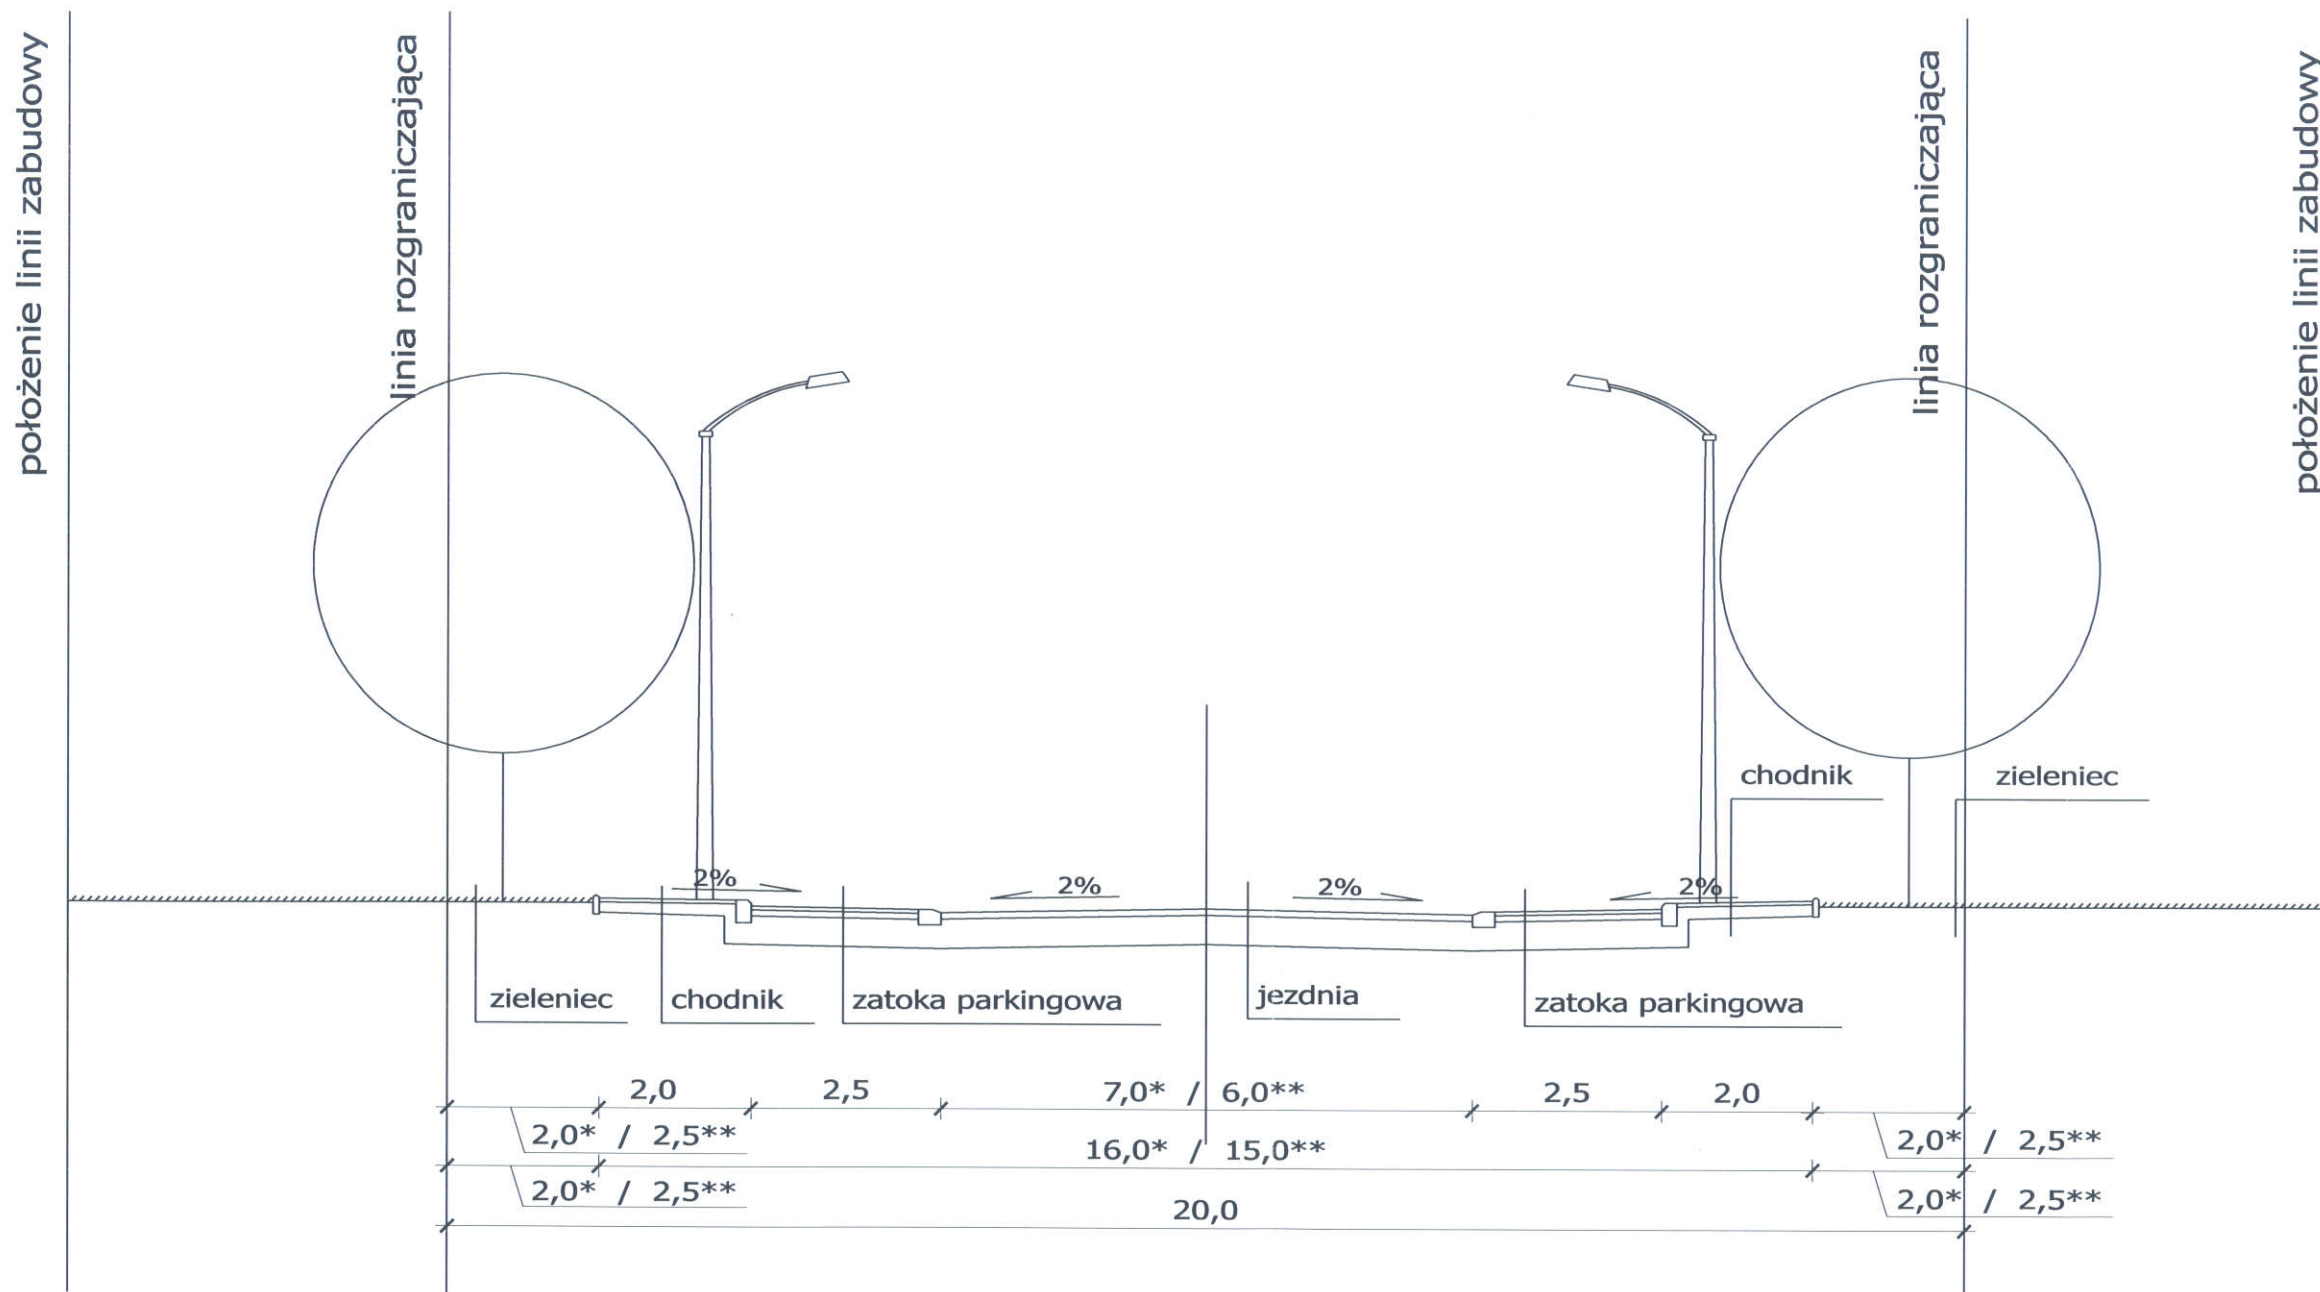 położenie linii zabudowy
linia rozgraniczająca
linia rozgraniczająca
położenie linii zabudowy
chodnik
zieleniec
2%
2%
2%
2%
zieleniec
chodnik
zatoka parkingowa
jezdnia
zatoka parkingowa
2,0
2,5
7,0* / 6,0**
2,5
2,0
2,0* / 2,5**
16,0* / 15,0**
2,0* / 2,5**
2,0* / 2,5**
20,0
2,0* / 2,5**